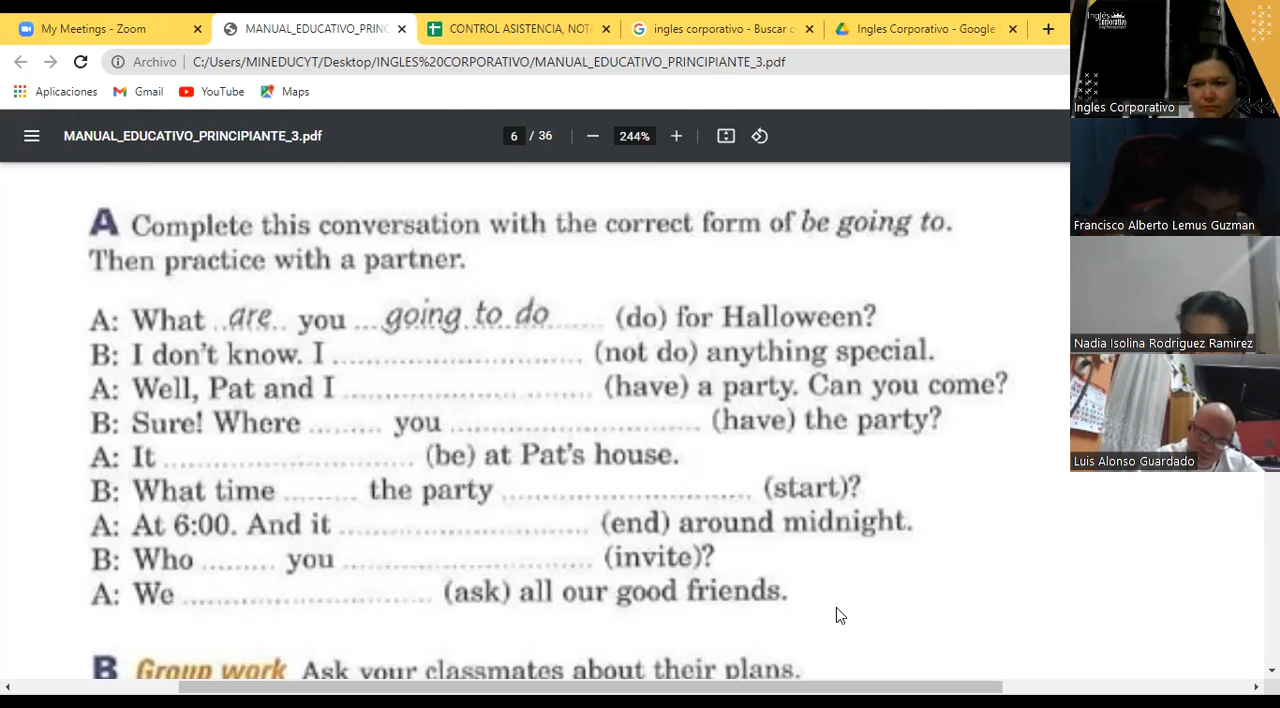 My Meetings - Zoom
MANUAL_EDUCATIVO_PRINC
CONTROL ASISTENCIA, NOTA
ingles corporativo - Buscar c
Ingles Corporativo - Google
Archivo C:/Users/MINEDUCYT/Desktop/INGLES%20CORPORATIVO/MANUAL_EDUCATIVO_PRINCIPIANTE_3.pdf
Aplicaciones Gmail YouTube Maps
MANUAL_EDUCATIVO_PRINCIPIANTE_3.pdf 6 / 36 244%
A Complete this conversation with the correct form of be going to.
Then practice with a partner.
A: What ..are.. you ...going to do...... (do) for Halloween?
B: I don't know. I .............................. (not do) anything special.
A: Well, Pat and I .............................. (have) a party. Can you come?
B: Sure! Where ......... you .............................. (have) the party?
A: It .............................. (be) at Pat's house.
B: What time ......... the party .............................. (start)?
A: At 6:00. And it .............................. (end) around midnight.
B: Who ......... you .............................. (invite)?
A: We .............................. (ask) all our good friends.
B Group work Ask your classmates about their plans.
Inglés
Corporativo
Ingles Corporativo
Francisco Alberto Lemus Guzman
Nadia Isolina Rodriguez Ramirez
Luis Alonso Guardado